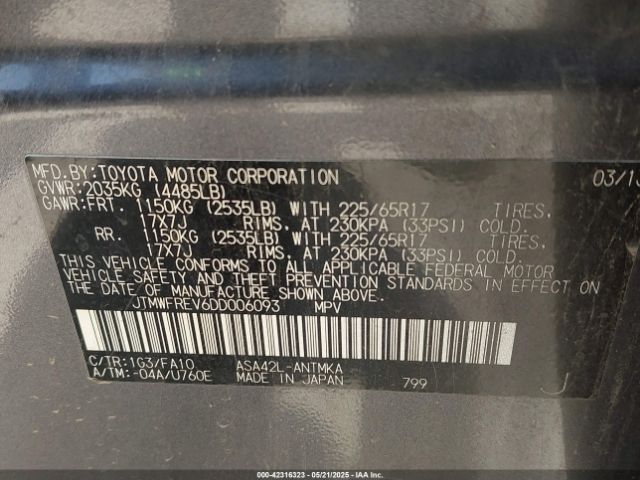 MFD.BY:TOYOTA MOTOR CORPORATION 03/13
GVWR:2035KG (4485LB)
GAWR:FRT. 1150KG (2535LB) WITH 225/65R17 TIRES,
17X7J RIMS, AT 230KPA (33PSI) COLD.
RR. 1150KG (2535LB) WITH 225/65R17 TIRES,
17X7J RIMS, AT 230KPA (33PSI) COLD.
THIS VEHICLE CONFORMS TO ALL APPLICABLE FEDERAL MOTOR
VEHICLE SAFETY AND THEFT PREVENTION STANDARDS IN EFFECT ON
THE DATE OF MANUFACTURE SHOWN ABOVE.
JTMWFREV6DD006093 MPV
C/TR:1G3/FA10 ASA42L-ANTMKA
A/TM:-04A/U760E MADE IN JAPAN 799 J
000-42316323 - 05/21/2025 - IAA Inc.